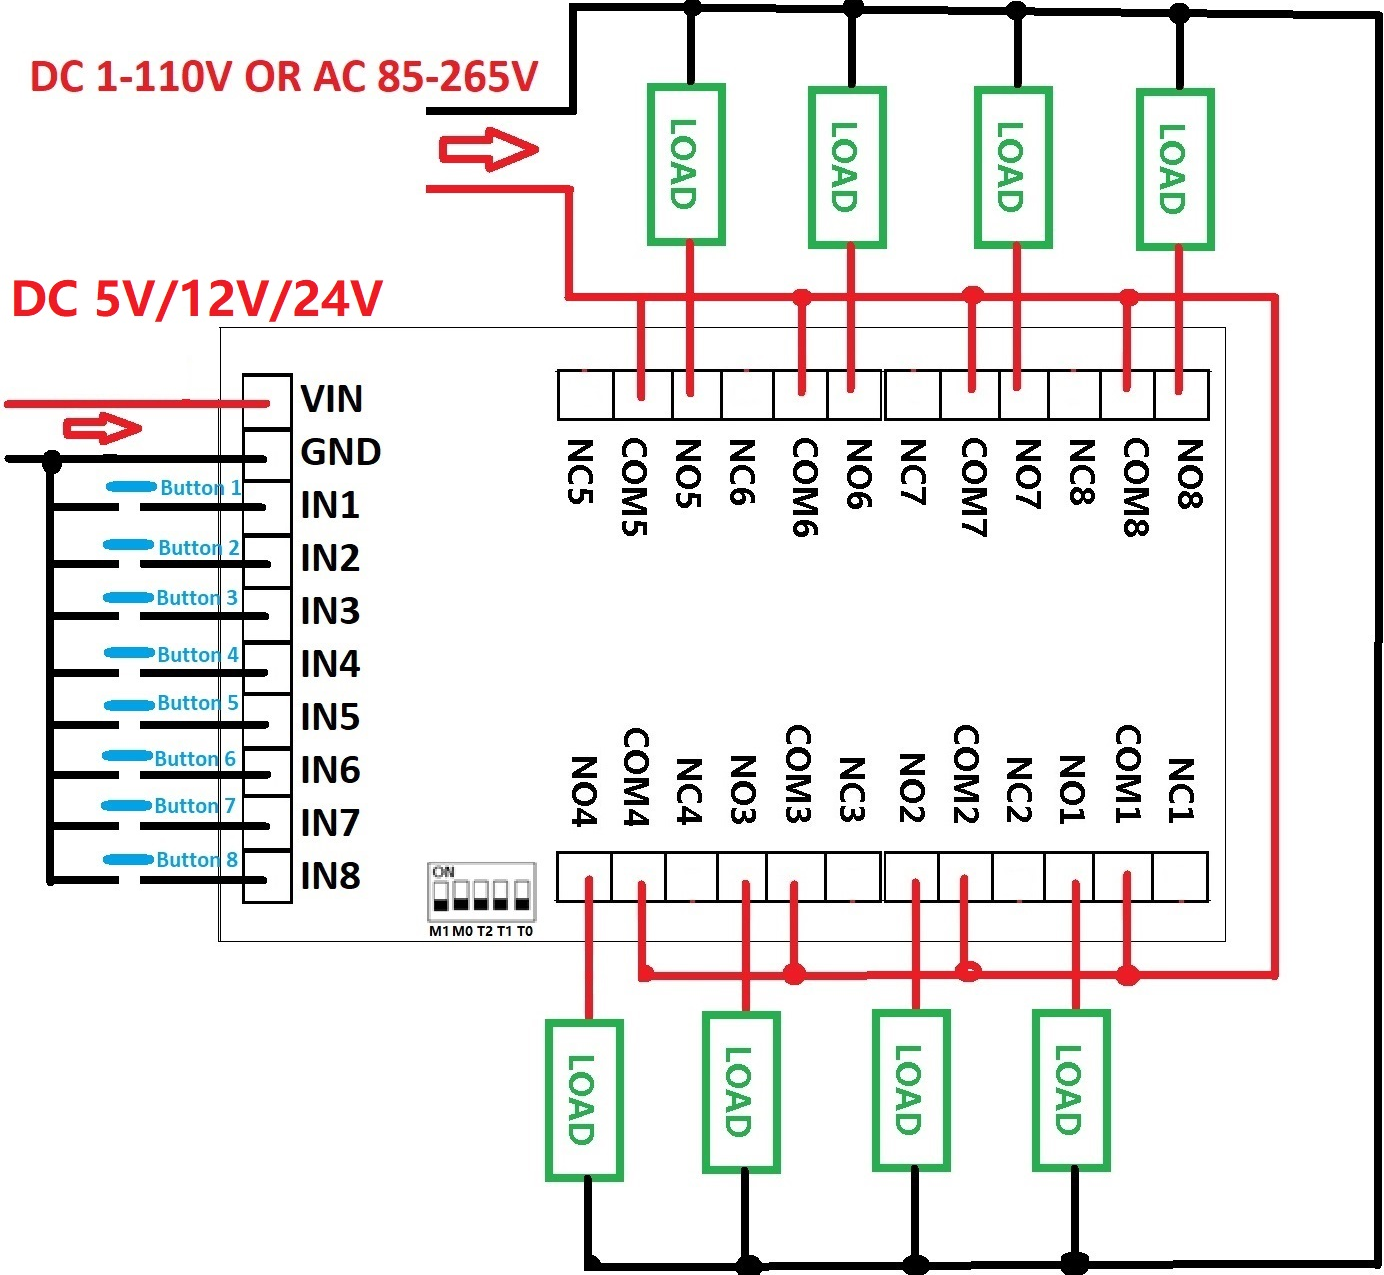 DC 1-110V OR AC 85-265V
LOAD
LOAD
LOAD
LOAD
DC 5V/12V/24V
VIN
GND
Button 1
IN1
Button 2
IN2
Button 3
IN3
Button 4
IN4
Button 5
IN5
Button 6
IN6
Button 7
IN7
Button 8
IN8
NC5
COM5
NO5
NC6
COM6
NO6
NC7
COM7
NO7
NC8
COM8
NO8
NO4
COM4
NC4
NO3
COM3
NC3
NO2
COM2
NC2
NO1
COM1
NC1
ON
M1 M0 T2 T1 T0
LOAD
LOAD
LOAD
LOAD